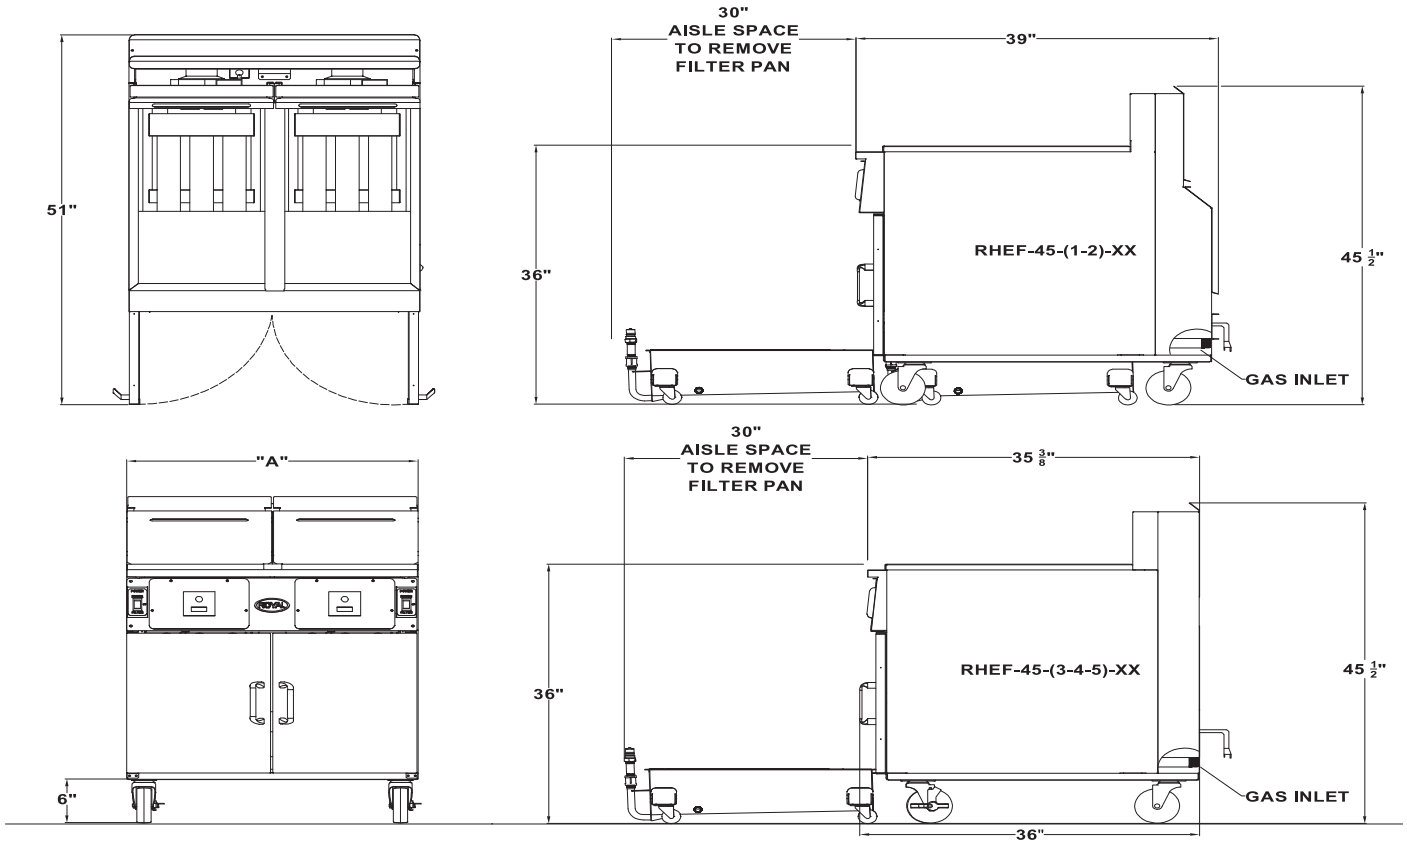 30"
AISLE SPACE
TO REMOVE
FILTER PAN
39"
51"
36"
RHEF-45-(1-2)-XX
45 1/2"
GAS INLET
"A"
30"
AISLE SPACE
TO REMOVE
FILTER PAN
35 3/8"
ROYAL
36"
RHEF-45-(3-4-5)-XX
45 1/2"
6"
GAS INLET
36"